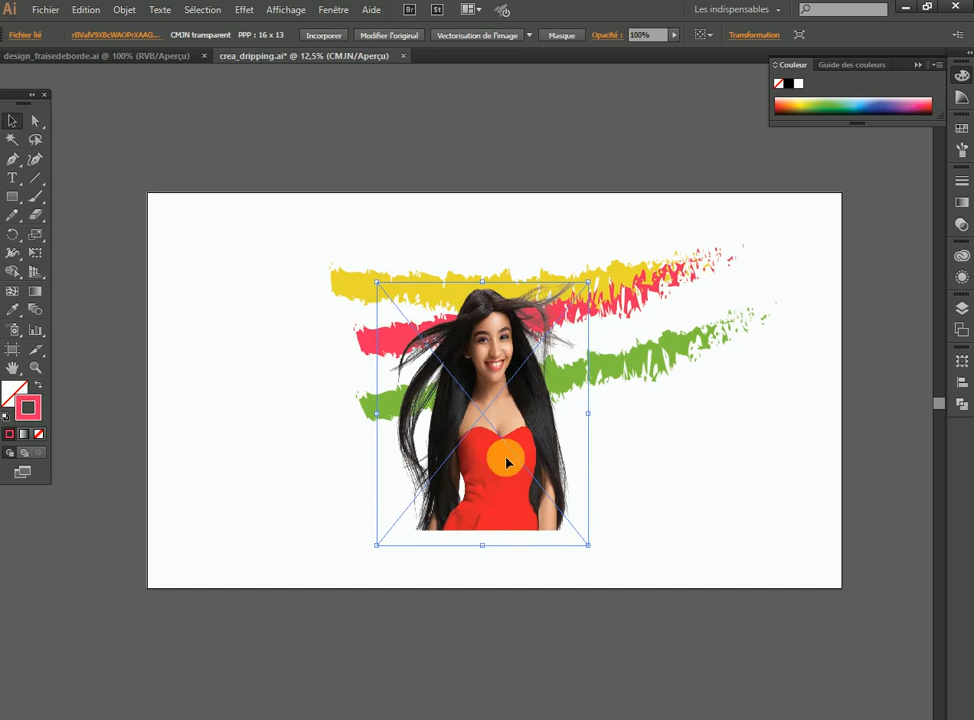 Ai Fichier Edition Objet Texte Sélection Effet Affichage Fenêtre Aide Br St Les indispensables
Fichier lié CMJN transparent PPP : 16 x 13 Incorporer Modifier l'original Vectorisation de l'image Masque Opacité : 100% Transformation
design_fraisedeborde.ai @ 100% (RVB/Aperçu) × crea_dripping.ai* @ 12,5% (CMJN/Aperçu) ×
Couleur Guide des couleurs